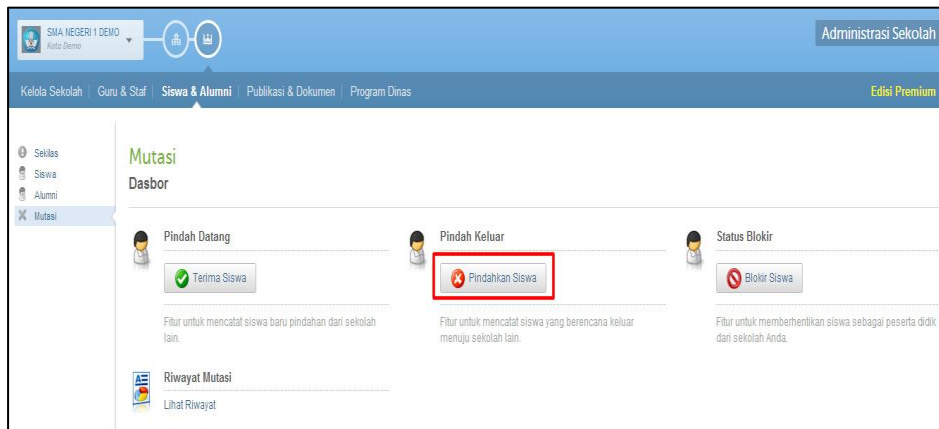 SMA NEGERI 1 DEMO
Kota Demo
Administrasi Sekolah
Kelola Sekolah | Guru & Staf | Siswa & Alumni | Publikasi & Dokumen | Program Dinas
Edisi Premium
Sekilas
Siswa
Alumni
Mutasi
Mutasi
Dasbor
Pindah Datang
Terima Siswa
Fitur untuk mencatat siswa baru pindahan dari sekolah
lain.
Pindah Keluar
Pindahkan Siswa
Fitur untuk mencatat siswa yang berencana keluar
menuju sekolah lain.
Status Blokir
Blokir Siswa
Fitur untuk memberhentikan siswa sebagai peserta didik
dari sekolah Anda.
Riwayat Mutasi
Lihat Riwayat